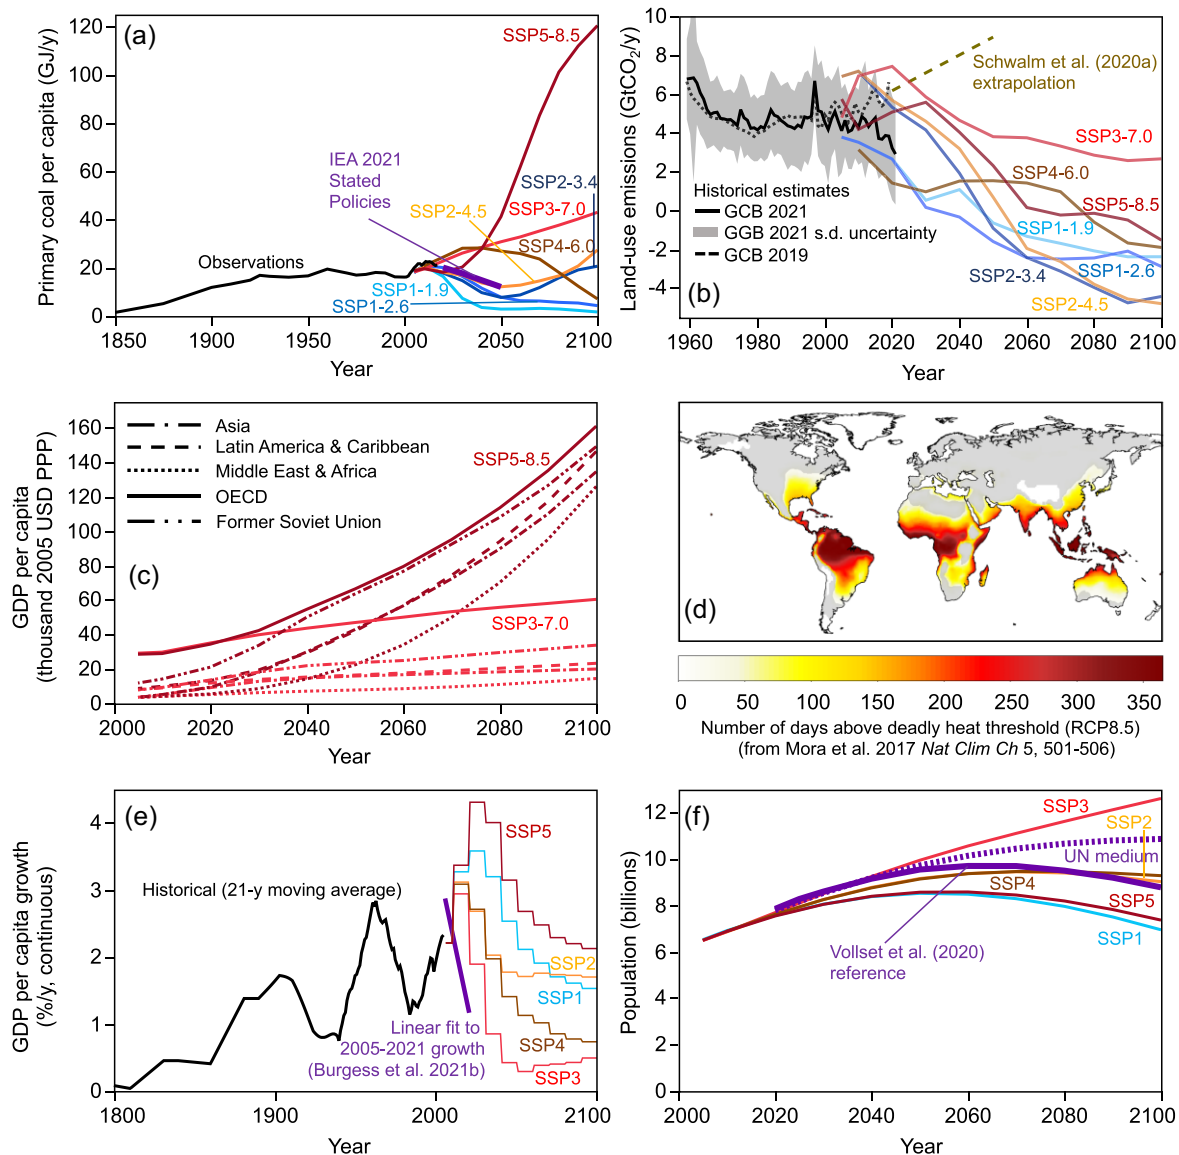 (a)
Primary coal per capita (GJ/y)
120
100
80
60
40
20
0
SSP5-8.5
IEA 2021
Stated
Policies
SSP2-3.4
SSP2-4.5
SSP3-7.0
SSP4-6.0
Observations
SSP1-1.9
SSP1-2.6
1850
1900
1950
2000
2050
2100
Year
(b)
Land-use emissions (GtCO2/y)
10
8
6
4
2
0
-2
-4
Schwalm et al. (2020a)
extrapolation
SSP3-7.0
SSP4-6.0
SSP5-8.5
SSP1-1.9
SSP1-2.6
SSP2-3.4
SSP2-4.5
Historical estimates
GCB 2021
GGB 2021 s.d. uncertainty
GCB 2019
1960
1980
2000
2020
2040
2060
2080
2100
Year
(c)
GDP per capita
(thousand 2005 USD PPP)
160
140
120
100
80
60
40
20
0
Asia
Latin America & Caribbean
Middle East & Africa
OECD
Former Soviet Union
SSP5-8.5
SSP3-7.0
2000
2020
2040
2060
2080
2100
Year
(d)
0
50
100
150
200
250
300
350
Number of days above deadly heat threshold (RCP8.5)
(from Mora et al. 2017 Nat Clim Ch 5, 501-506)
(e)
GDP per capita growth
(%/y, continuous)
4
3
2
1
0
Historical (21-y moving average)
SSP5
SSP2
SSP1
SSP4
SSP3
Linear fit to
2005-2021 growth
(Burgess et al. 2021b)
1800
1900
2000
2100
Year
(f)
Population (billions)
12
10
8
6
4
2
0
SSP3
SSP2
UN medium
SSP4
SSP5
SSP1
Vollset et al. (2020)
reference
2000
2020
2040
2060
2080
2100
Year